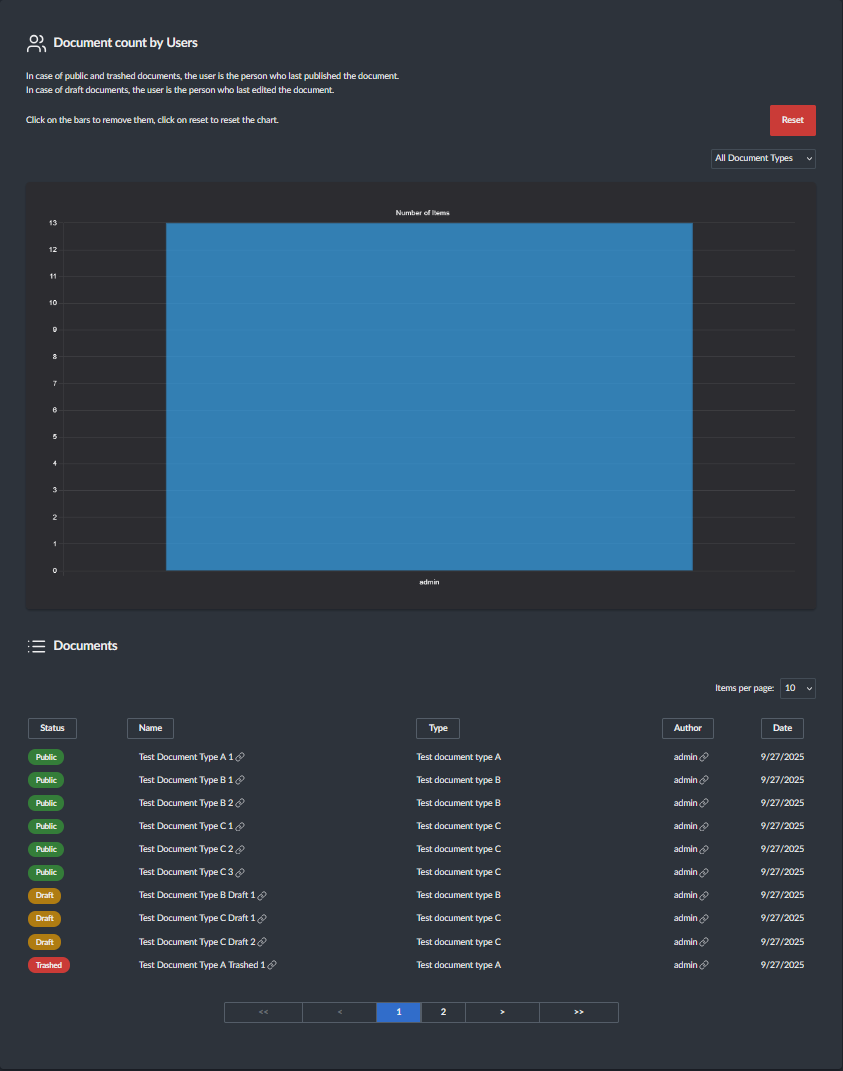 Document count by Users
In case of public and trashed documents, the user is the person who last published the document.
In case of draft documents, the user is the person who last edited the document.
Click on the bars to remove them, click on reset to reset the chart.
Reset
All Document Types
Number of Items
13
12
11
10
9
8
7
6
5
4
3
2
1
0
admin
Documents
Items per page: 10
Status Name Type Author Date
Public Test Document Type A 1 Test document type A admin 9/27/2025
Public Test Document Type B 1 Test document type B admin 9/27/2025
Public Test Document Type B 2 Test document type B admin 9/27/2025
Public Test Document Type C 1 Test document type C admin 9/27/2025
Public Test Document Type C 2 Test document type C admin 9/27/2025
Public Test Document Type C 3 Test document type C admin 9/27/2025
Draft Test Document Type B Draft 1 Test document type B admin 9/27/2025
Draft Test Document Type C Draft 1 Test document type C admin 9/27/2025
Draft Test Document Type C Draft 2 Test document type C admin 9/27/2025
Trashed Test Document Type A Trashed 1 Test document type A admin 9/27/2025
<< < 1 2 > >>